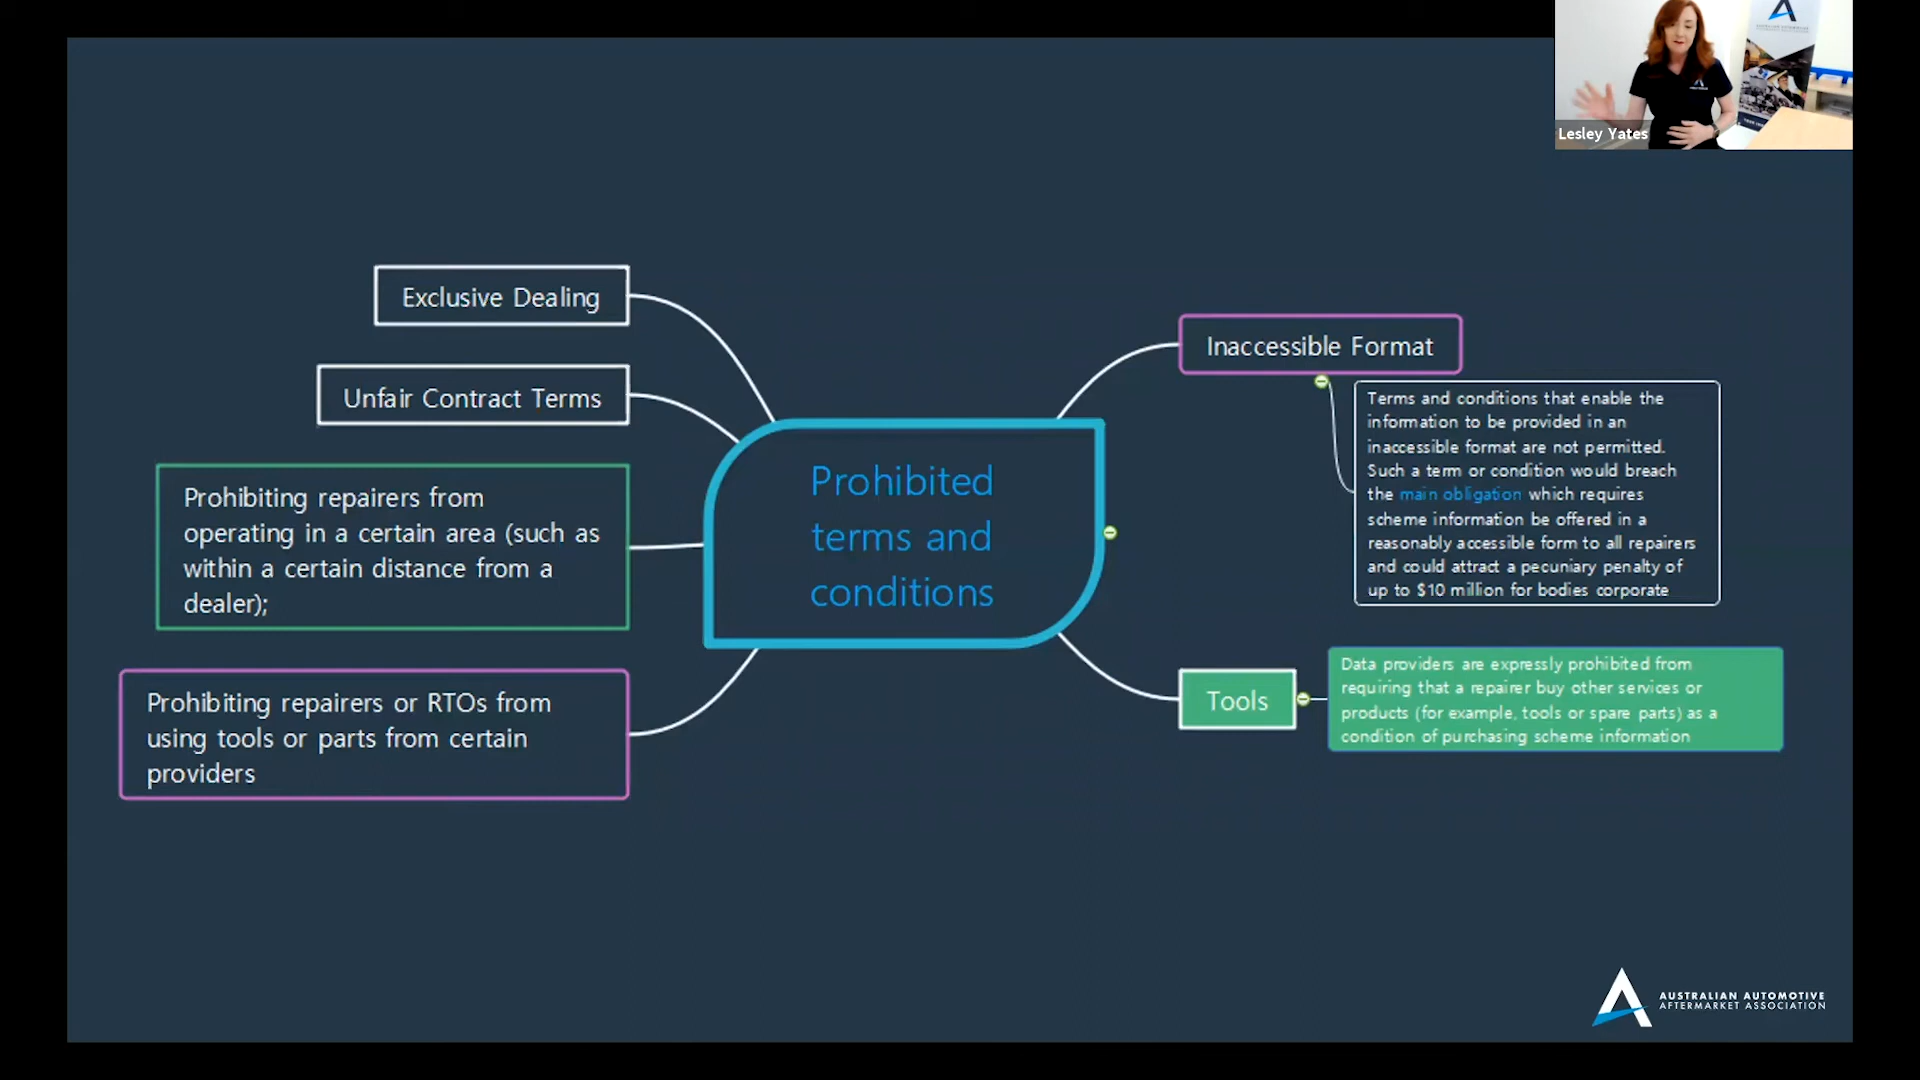 Lesley Yates
Exclusive Dealing
Unfair Contract Terms
Prohibiting repairers from
operating in a certain area (such as
within a certain distance from a
dealer);
Prohibiting repairers or RTOs from
using tools or parts from certain
providers
Prohibited
terms and
conditions
Inaccessible Format
Terms and conditions that enable the
information to be provided in an
inaccessible format are not permitted.
Such a term or condition would breach
the main obligation which requires
scheme information be offered in a
reasonably accessible form to all repairers
and could attract a pecuniary penalty of
up to $10 million for bodies corporate
Tools
Data providers are expressly prohibited from
requiring that a repairer buy other services or
products (for example, tools or spare parts) as a
condition of purchasing scheme information
AUSTRALIAN AUTOMOTIVE
AFTERMARKET ASSOCIATION